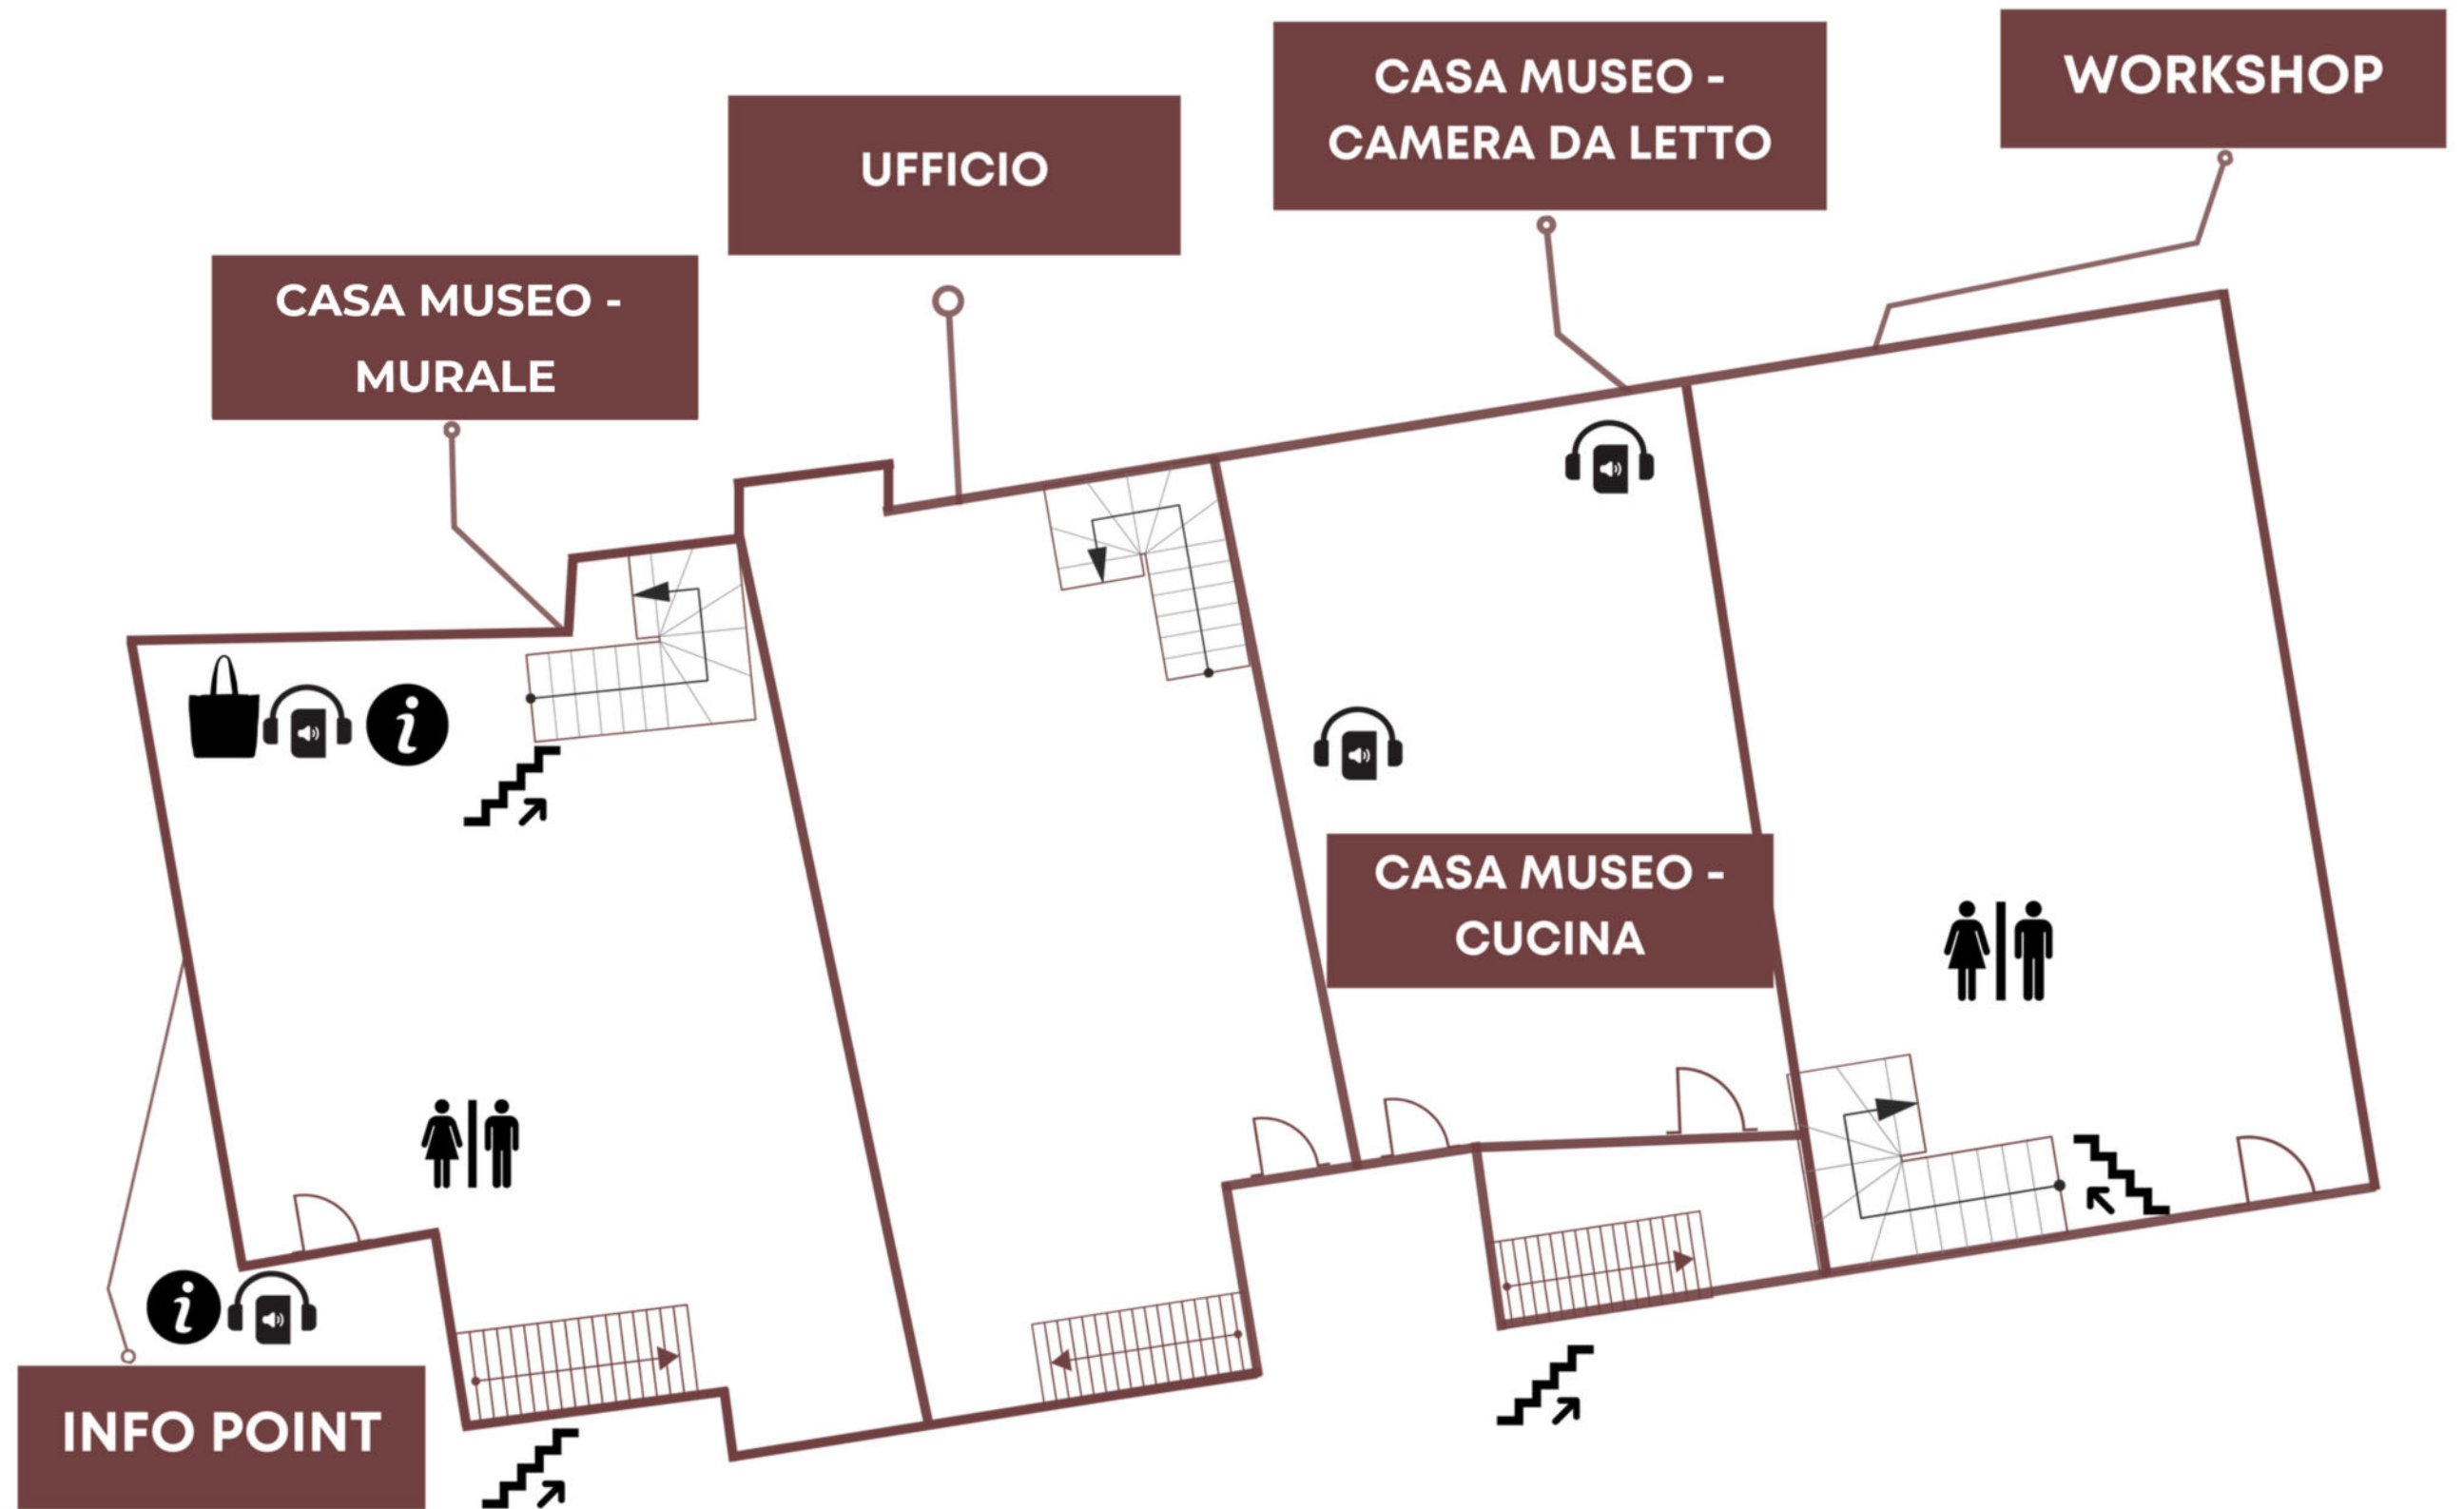 WORKSHOP
CASA MUSEO -
CAMERA DA LETTO
UFFICIO
CASA MUSEO -
MURALE
CASA MUSEO -
CUCINA
INFO POINT